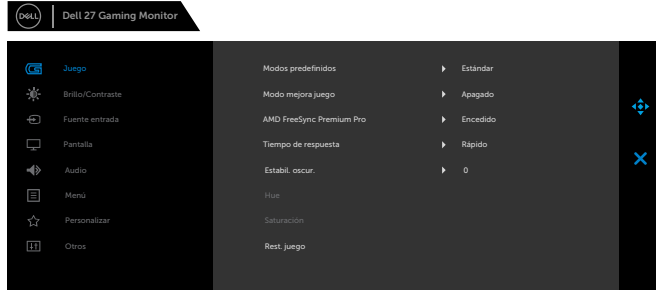 DELL Dell 27 Gaming Monitor
Juego Modos predefinidos Estándar
Brillo/Contraste Modo mejora juego Apagado
Fuente entrada AMD FreeSync Premium Pro Encedido
Pantalla Tiempo de respuesta Rápido
Audio Estabil. oscur. 0
Menú Hue
Personalizar Saturación
Otros Rest. juego